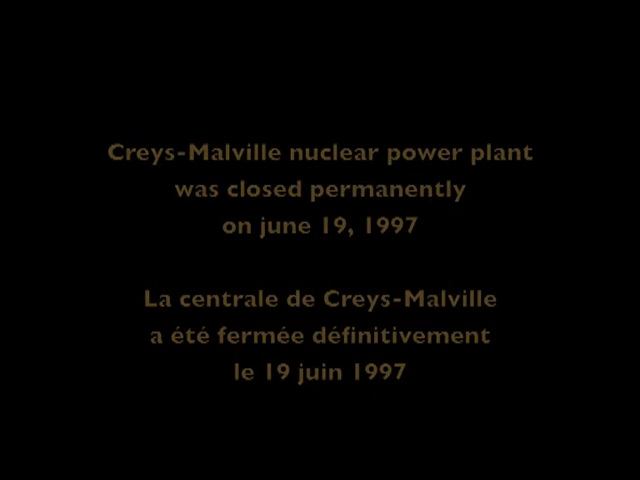 Creys-Malville nuclear power plant
was closed permanently
on june 19, 1997
La centrale de Creys-Malville
a été fermée définitivement
le 19 juin 1997